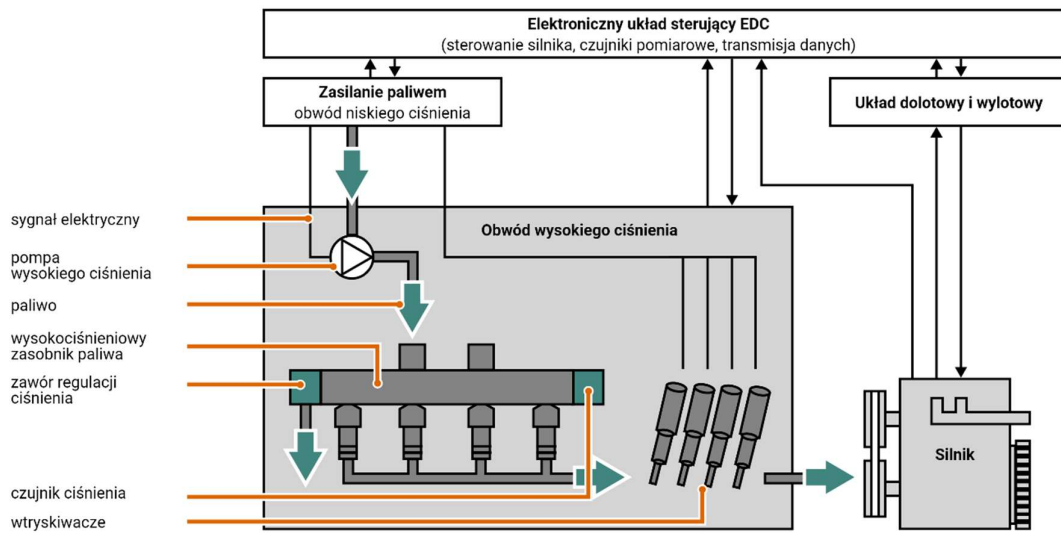 Elektroniczny układ sterujący EDC
(sterowanie silnika, czujniki pomiarowe, transmisja danych)
Zasilanie paliwem
obwód niskiego ciśnienia
Układ dolotowy i wylotowy
sygnał elektryczny
Obwód wysokiego ciśnienia
pompa
wysokiego ciśnienia
paliwo
wysokociśnieniowy
zasobnik paliwa
zawór regulacji
ciśnienia
Silnik
czujnik ciśnienia
wtryskiwacze